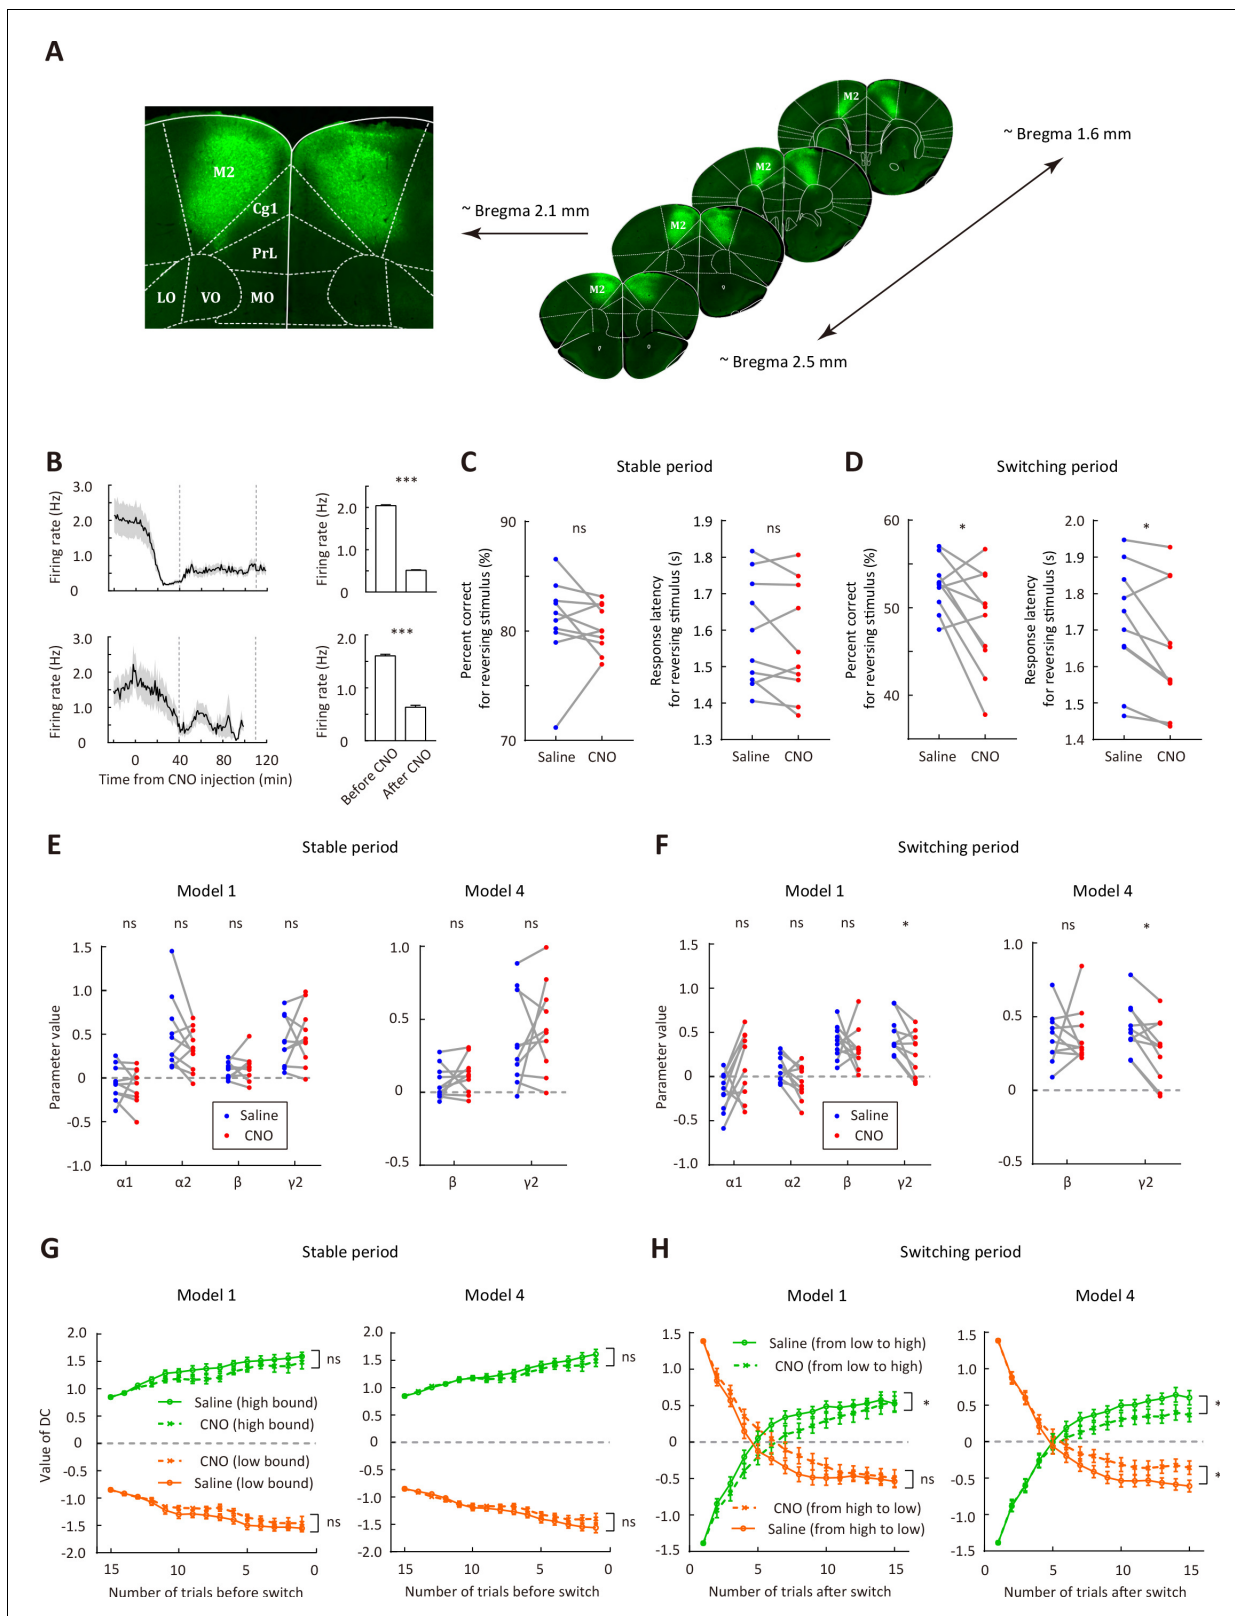 A
M2
Cg1
PrL
LO
VO
MO
~ Bregma 2.1 mm
M2
M2
M2
M2
~ Bregma 1.6 mm
~ Bregma 2.5 mm
B
Firing rate (Hz)
3.0
2.0
1.0
0
Firing rate (Hz)
***
2.0
1.0
0
Firing rate (Hz)
3.0
2.0
1.0
0
0 40 80 120
Time from CNO injection (min)
Firing rate (Hz)
***
2.0
1.0
0
Before CNO
After CNO
C
Stable period
Percent correct
for reversing stimulus (%)
ns
90
80
70
Saline CNO
Response latency
for reversing stimulus (s)
ns
1.9
1.8
1.7
1.6
1.5
1.4
1.3
Saline CNO
D
Switching period
Percent correct
for reversing stimulus (%)
*
60
50
40
Saline CNO
Response latency
for reversing stimulus (s)
*
2.0
1.9
1.8
1.7
1.6
1.5
1.4
Saline CNO
E
Stable period
Model 1
ns ns ns ns
Parameter value
1.5
1.0
0.5
0
-0.5
-1.0
Saline
CNO
α1 α2 β γ2
Model 4
ns ns
1.0
0.5
0
-0.5
β γ2
F
Switching period
Model 1
ns ns ns *
Parameter value
1.5
1.0
0.5
0
-0.5
-1.0
Saline
CNO
α1 α2 β γ2
Model 4
ns *
1.0
0.5
0
-0.5
β γ2
G
Stable period
Model 1
Value of DC
2.0
1.5
1.0
0.5
0
-0.5
-1.0
-1.5
-2.0
ns
Saline (high bound)
CNO (high bound)
CNO (low bound)
Saline (low bound)
ns
15 10 5 0
Number of trials before switch
Model 4
2.0
1.5
1.0
0.5
0
-0.5
-1.0
-1.5
-2.0
ns
ns
15 10 5 0
Number of trials before switch
H
Switching period
Model 1
1.5
1.0
0.5
0
-0.5
-1.0
-1.5
Saline (from low to high)
CNO (from low to high)
*
ns
CNO (from high to low)
Saline (from high to low)
0 5 10 15
Number of trials after switch
Model 4
1.5
1.0
0.5
0
-0.5
-1.0
-1.5
*
*
0 5 10 15
Number of trials after switch